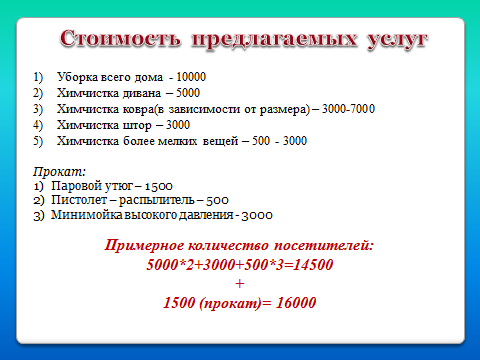 Стоимость предлагаемых услуг
1) Уборка всего дома - 10000
2) Химчистка дивана – 5000
3) Химчистка ковра(в зависимости от размера) – 3000-7000
4) Химчистка штор – 3000
5) Химчистка более мелких вещей – 500 - 3000
Прокат:
1) Паровой утюг – 1500
2) Пистолет – распылитель – 500
3) Минимойка высокого давления - 3000
Примерное количество посетителей:
5000*2+3000+500*3=14500
+
1500 (прокат)= 16000